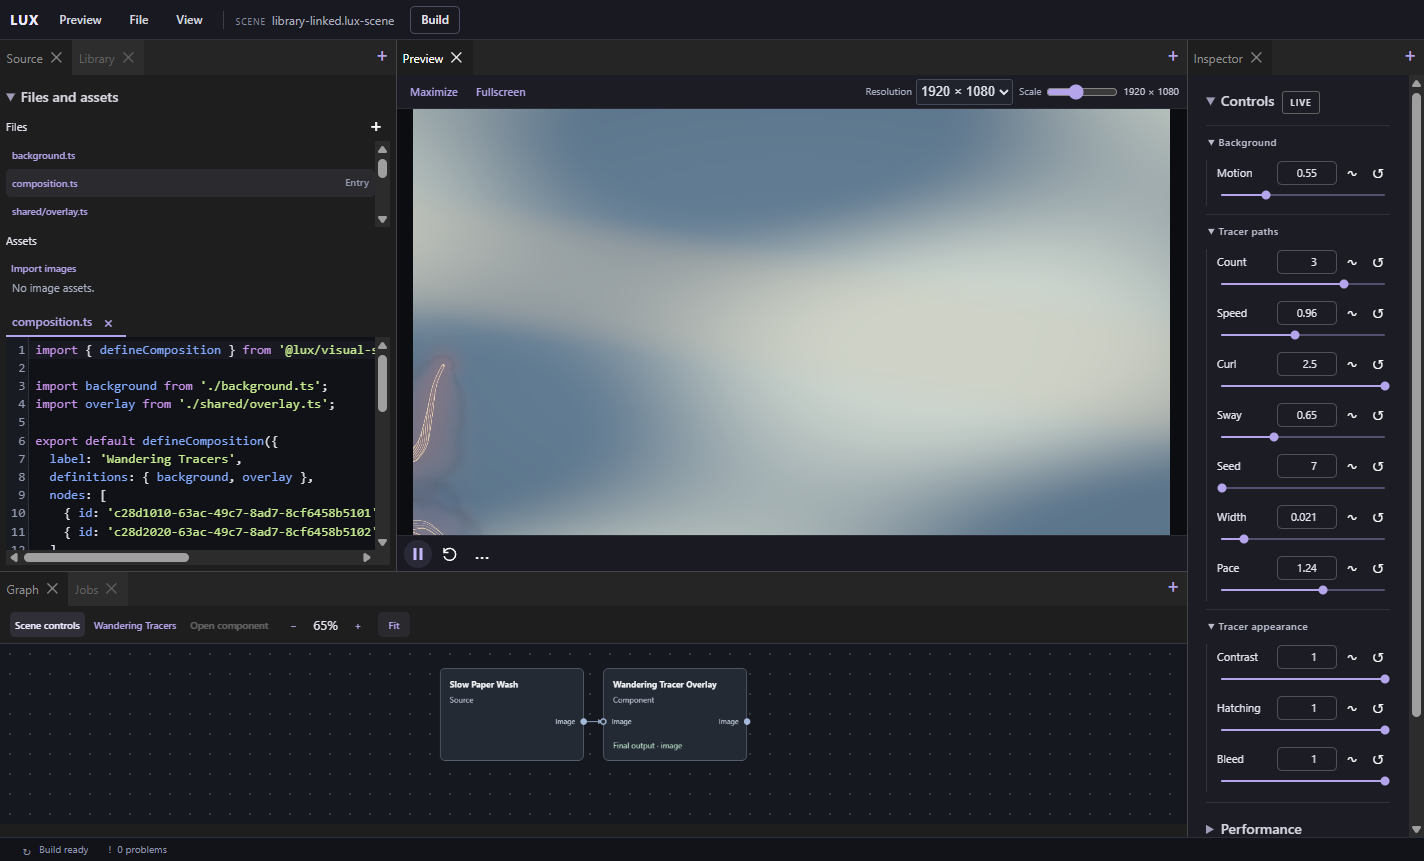 LUX Preview File View SCENE library-linked.lux-scene Build
Source Library
Files and assets
Files
background.ts
composition.ts Entry
shared/overlay.ts
Assets
Import images
No image assets.
composition.ts
1 import { defineComposition } from '@lux/visual-s
2
3 import background from './background.ts';
4 import overlay from './shared/overlay.ts';
5
6 export default defineComposition({
7 label: 'Wandering Tracers',
8 definitions: { background, overlay },
9 nodes: [
10 { id: 'c28d1010-63ac-49c7-8ad7-8cf6458b5101'
11 { id: 'c28d2020-63ac-49c7-8ad7-8cf6458b5102'
12 ]
Preview
Maximize Fullscreen Resolution 1920 × 1080 Scale 1920 × 1080
...
Graph Jobs
Scene controls Wandering Tracers Open component − 65% + Fit
Slow Paper Wash
Source
Image
Wandering Tracer Overlay
Component
Image Image
Final output · image
Inspector
Controls LIVE
Background
Motion 0.55
Tracer paths
Count 3
Speed 0.96
Curl 2.5
Sway 0.65
Seed 7
Width 0.021
Pace 1.24
Tracer appearance
Contrast 1
Hatching 1
Bleed 1
Performance
Build ready ! 0 problems